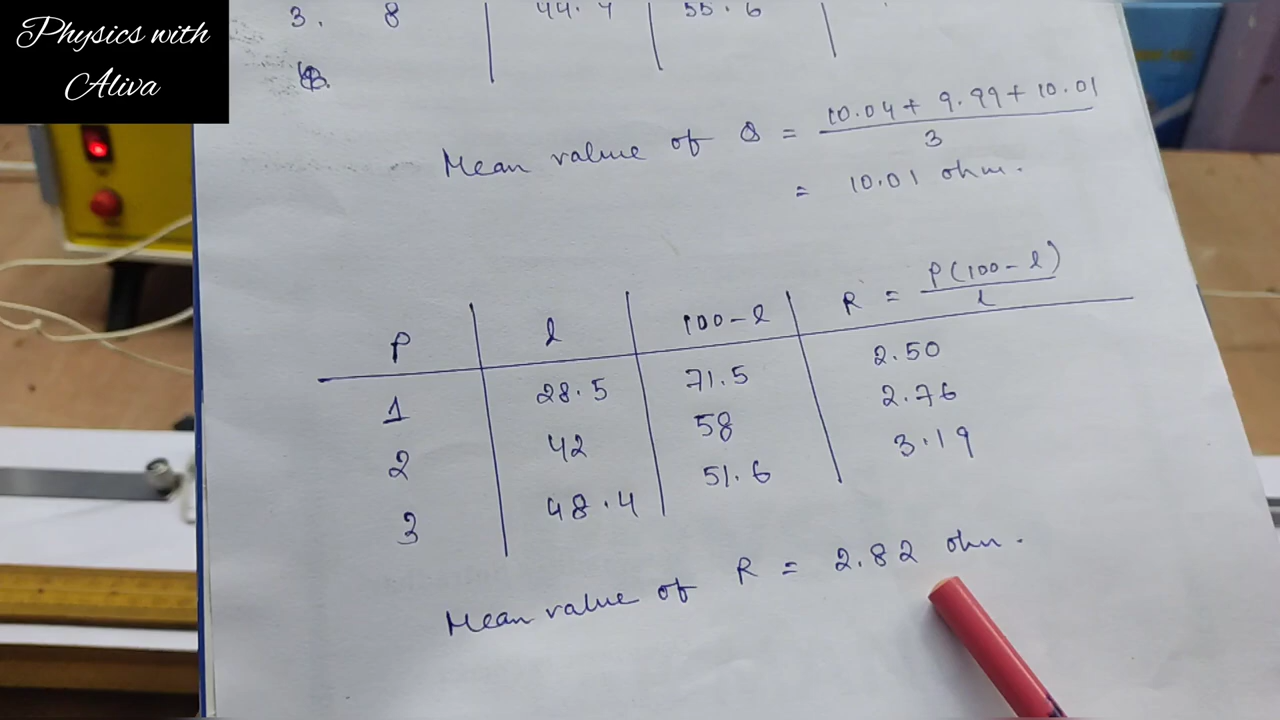 Physics with
Aliva
3. 8 44.4 55.6
Mean value of Q = 10.04 + 9.99 + 10.01
3
= 10.01 ohm.
P l 100-l R = P(100-l)
l
1 28.5 71.5 2.50
2 42 58 2.76
3 48.4 51.6 3.19
Mean value of R = 2.82 ohm.